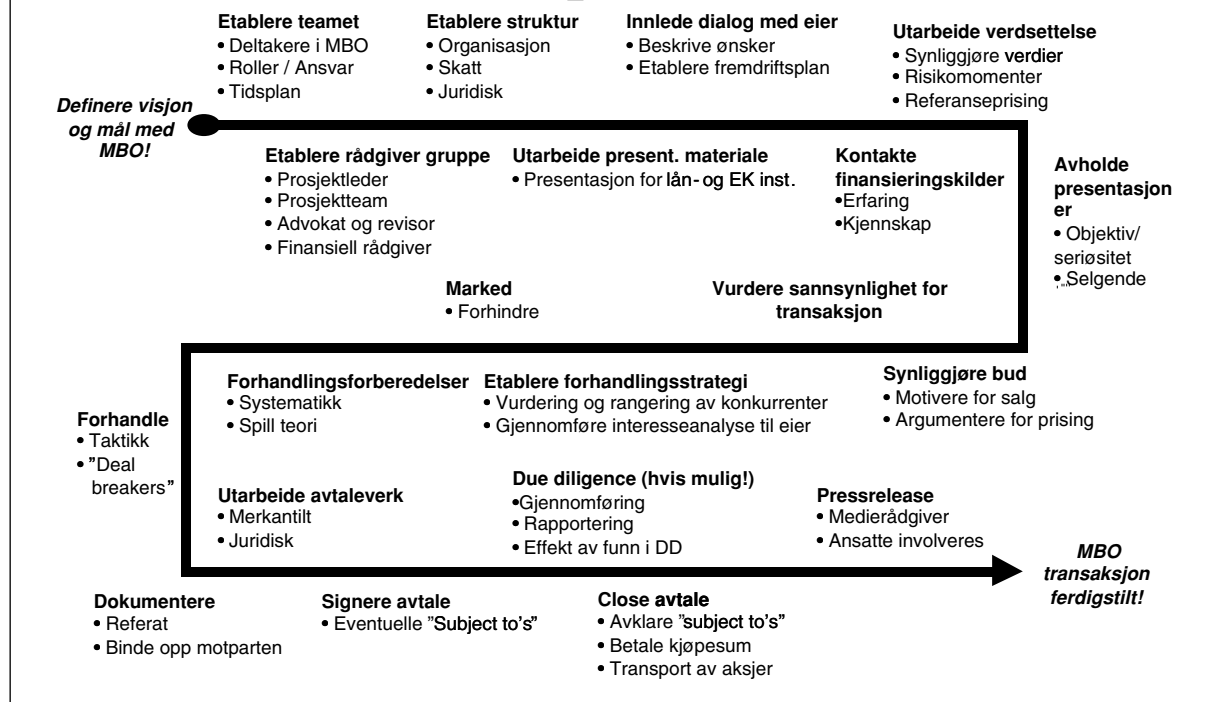 Etablere teamet
• Deltakere i MBO
• Roller / Ansvar
• Tidsplan
Etablere struktur
• Organisasjon
• Skatt
• Juridisk
Innlede dialog med eier
• Beskrive ønsker
• Etablere fremdriftsplan
Utarbeide verdsettelse
• Synliggjøre verdier
• Risikomomenter
• Referanseprising
Definere visjon
og mål med
MBO!
Etablere rådgiver gruppe
• Prosjektleder
• Prosjektteam
• Advokat og revisor
• Finansiell rådgiver
Utarbeide present. materiale
• Presentasjon for lån- og EK inst.
Kontakte
finansieringskilder
•Erfaring
•Kjennskap
Avholde
presentasjon
er
• Objektiv/
seriøsitet
• Selgende
Marked
• Forhindre
Vurdere sannsynlighet for
transaksjon
Forhandlingsforberedelser
• Systematikk
• Spill teori
Etablere forhandlingsstrategi
• Vurdering og rangering av konkurrenter
• Gjennomføre interesseanalyse til eier
Synliggjøre bud
• Motivere for salg
• Argumentere for prising
Forhandle
• Taktikk
• ”Deal
breakers”
Utarbeide avtaleverk
• Merkantilt
• Juridisk
Due diligence (hvis mulig!)
•Gjennomføring
• Rapportering
• Effekt av funn i DD
Pressrelease
• Medierådgiver
• Ansatte involveres
MBO
transaksjon
ferdigstilt!
Dokumentere
• Referat
• Binde opp motparten
Signere avtale
• Eventuelle ”Subject to's”
Close avtale
• Avklare ”subject to's”
• Betale kjøpesum
• Transport av aksjer